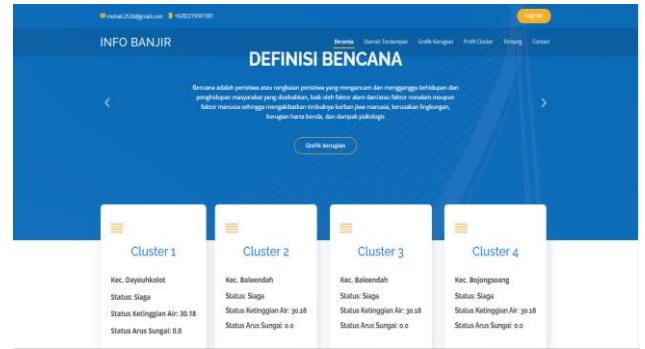 mohak2526@gmail.com +6282219341581 Log Out
INFO BANJIR
Beranda Daerah Terdampak Grafik Kerugian Profil Cluster Tentang Contact
DEFINISI BENCANA
Bencana adalah peristiwa atau rangkaian peristiwa yang mengancam dan mengganggu kehidupan dan
penghidupan masyarakat yang disebabkan, baik oleh faktor alam dan/atau faktor nonalam maupun
faktor manusia sehingga mengakibatkan timbulnya korban jiwa manusia, kerusakan lingkungan,
kerugian harta benda, dan dampak psikologis
Grafik kerugian
Cluster 1
Kec. Dayeuhkolot
Status: Siaga
Status Ketinggian Air: 30.18
Status Arus Sungai: 0.0
Cluster 2
Kec. Baleendah
Status: Siaga
Status Ketinggian Air: 30.18
Status Arus Sungai: 0.0
Cluster 3
Kec. Baleendah
Status: Siaga
Status Ketinggian Air: 30.18
Status Arus Sungai: 0.0
Cluster 4
Kec. Bojongsoang
Status: Siaga
Status Ketinggian Air: 30.18
Status Arus Sungai: 0.0